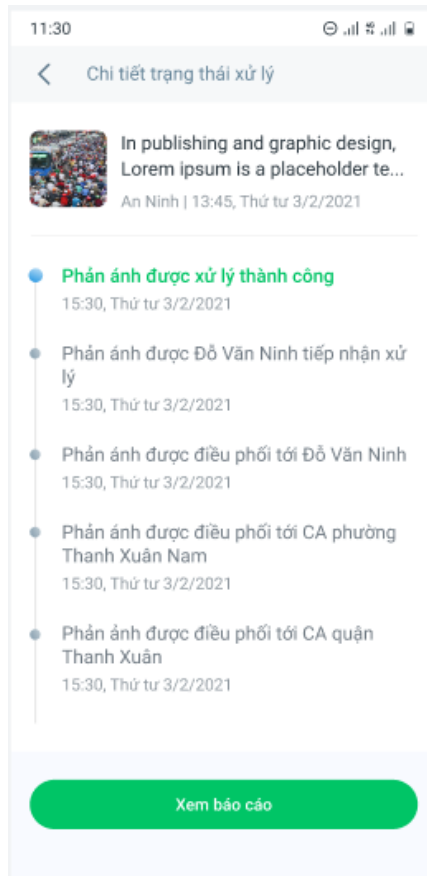 11:30
Chi tiết trạng thái xử lý
In publishing and graphic design,
Lorem ipsum is a placeholder te...
An Ninh | 13:45, Thứ tư 3/2/2021
Phản ánh được xử lý thành công
15:30, Thứ tư 3/2/2021
Phản ánh được Đỗ Văn Ninh tiếp nhận xử
lý
15:30, Thứ tư 3/2/2021
Phản ánh được điều phối tới Đỗ Văn Ninh
15:30, Thứ tư 3/2/2021
Phản ánh được điều phối tới CA phường
Thanh Xuân Nam
15:30, Thứ tư 3/2/2021
Phản ảnh được điều phối tới CA quận
Thanh Xuân
15:30, Thứ tư 3/2/2021
Xem báo cáo